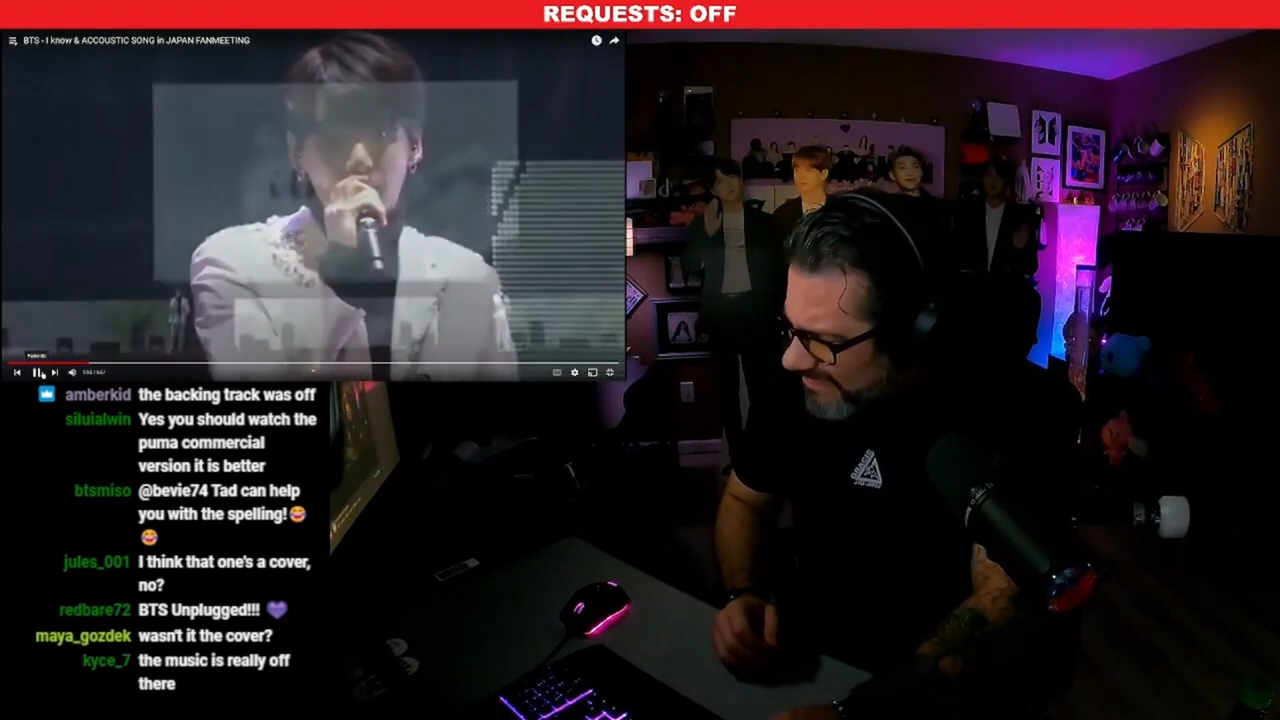 REQUESTS: OFF
BTS - I know & ACCOUSTIC SONG in JAPAN FANMEETING
amberkid the backing track was off
siluialwin Yes you should watch the
puma commercial
version it is better
btsmiso @bevie74 Tad can help
you with the spelling!😂
😂
jules_001 I think that one's a cover,
no?
redbare72 BTS Unplugged!!! 💜
maya_gozdek wasn't it the cover?
kyce_7 the music is really off
there